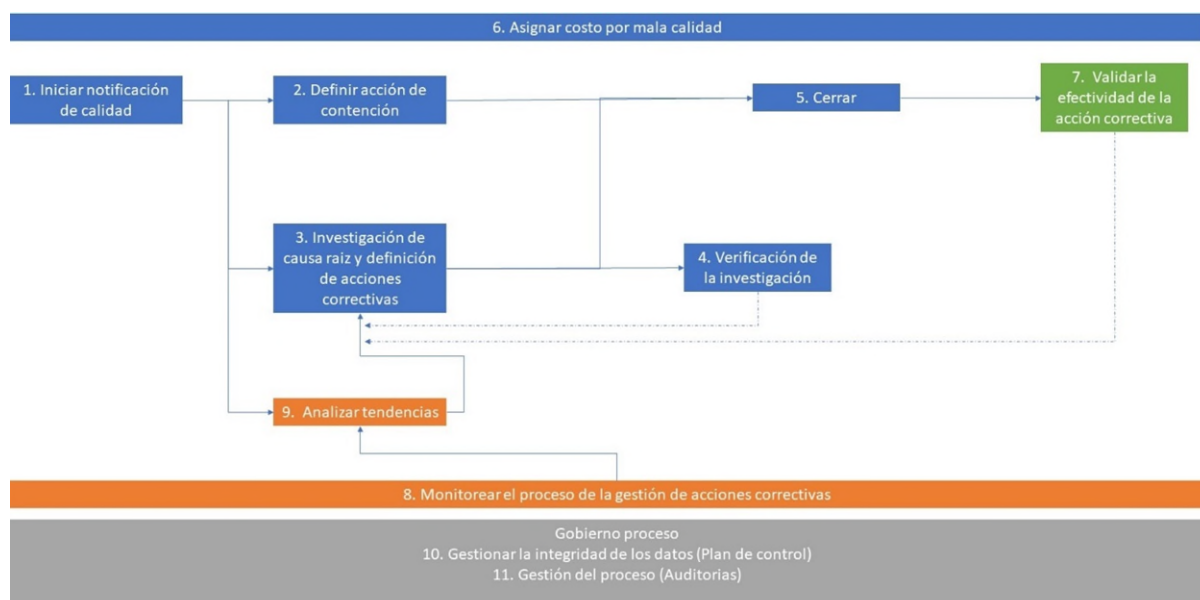 6. Asignar costo por mala calidad
1. Iniciar notificación
de calidad
2. Definir acción de
contención
5. Cerrar
7. Validar la
efectividad de la
acción correctiva
3. Investigación de
causa raiz y definición
de acciones
correctivas
4. Verificación de
la investigación
9. Analizar tendencias
8. Monitorear el proceso de la gestión de acciones correctivas
Gobierno proceso
10. Gestionar la integridad de los datos (Plan de control)
11. Gestión del proceso (Auditorias)